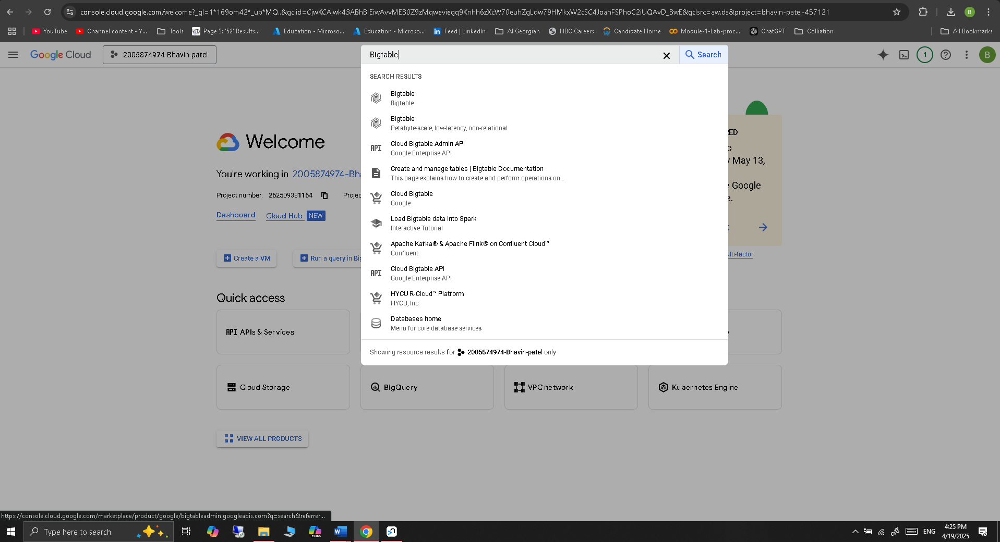 console.cloud.google.com/welcome?_gl=1*169om42*_up*MQ..&gclid=CjwKCAjwk43ABhBIEiwAvvMEB0Z9zMqweviegq9Knhh6zXcW70euhZgLdw79HMkxW2cSC4JoanFSPhoC2iUQAvD_BwE&gclsrc=aw.ds&project=bhavin-patel-457121
B
YouTube
Channel content - Y...
Tools
Page 3: '52' Results...
Education - Microso...
Education - Microso...
Feed | LinkedIn
AI Georgian
HBC Careers
Candidate Home
Module-1-Lab-proc...
ChatGPT
Colliation
All Bookmarks
Google Cloud
2005874974-Bhavin-patel
Bigtable
Search
1
B
SEARCH RESULTS
Bigtable
Bigtable
Bigtable
Petabyte-scale, low-latency, non-relational
API
Cloud Bigtable Admin API
Google Enterprise API
Create and manage tables | Bigtable Documentation
This page explains how to create and perform operations on...
Cloud Bigtable
Google
Load Bigtable data into Spark
Interactive Tutorial
Apache Kafka® & Apache Flink® on Confluent Cloud™
Confluent
API
Cloud Bigtable API
Google Enterprise API
HYCU R-Cloud™ Platform
HYCU, Inc
Databases home
Menu for core database services
Showing resource results for 2005874974-Bhavin-patel only
Welcome
You're working in 2005874974-Bh
Project number: 262509331164 Projec
Dashboard
Cloud Hub NEW
Create a VM
Run a query in Big
RED
May 13,
Google
lti-factor
Quick access
API APIs & Services
Cloud Storage
BigQuery
VPC network
Kubernetes Engine
VIEW ALL PRODUCTS
https://console.cloud.google.com/marketplace/product/google/bigtableadmin.googleapis.com?q=search&referrer...
Type here to search
M365
ENG
4:25 PM
4/19/2025